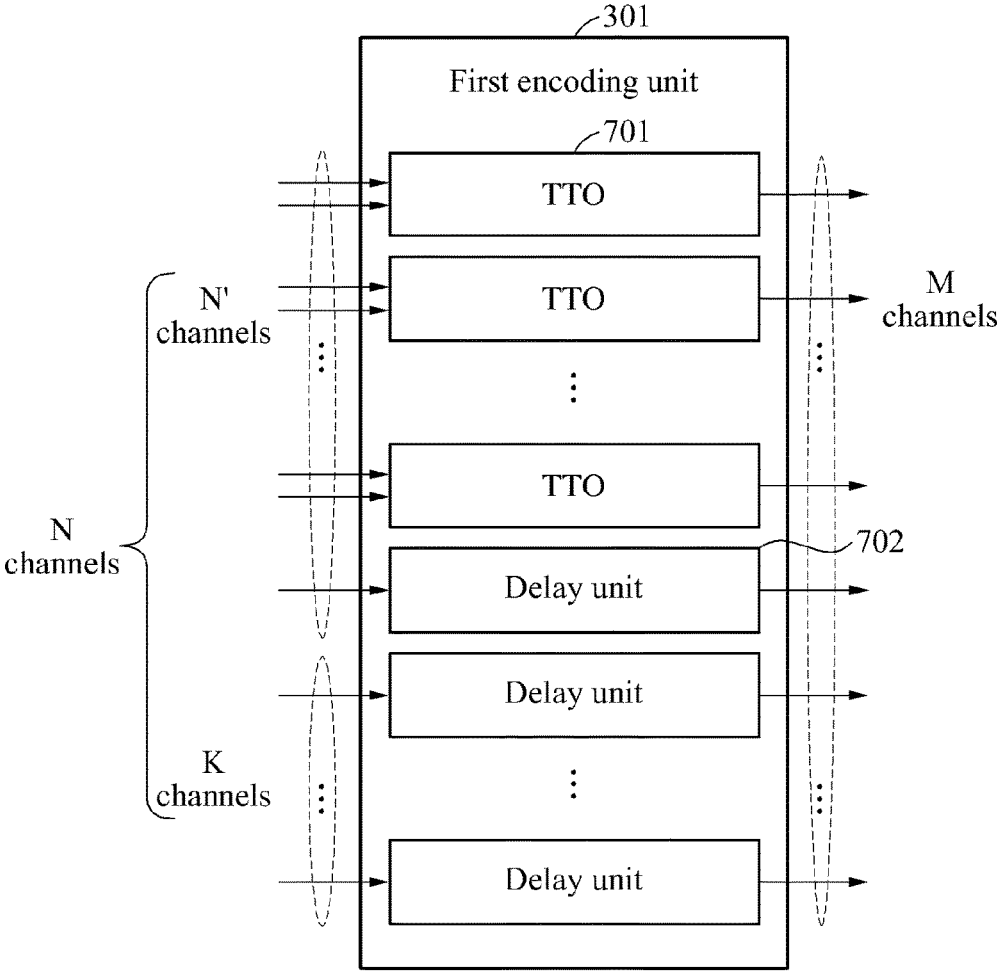 301
First encoding unit
701
TTO
N'
channels
TTO
M
channels
TTO
N
channels
702
Delay unit
Delay unit
K
channels
Delay unit